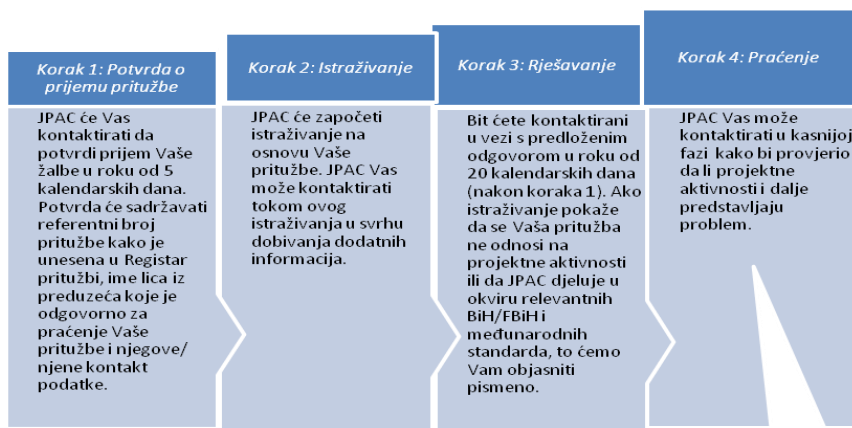 Korak 1: Potvrda o
prijemu pritužbe
JPAC će Vas
kontaktirati da
potvrdi prijem Vaše
žalbe u roku od 5
kalendarskih dana.
Potvrda će sadržavati
referentni broj
pritužbe kako je
unesena u Registar
pritužbi, ime lica iz
preduzeća koje je
odgovorno za
praćenje Vaše
pritužbe i njegove/
njene kontakt
podatke.
Korak 2: Istraživanje
JPAC će započeti
istraživanje na
osnovu Vaše
pritužbe. JPAC Vas
može kontaktirati
tokom ovog
istraživanja u svrhu
dobivanja dodatnih
informacija.
Korak 3: Rješavanje
Bit ćete kontaktirani
u vezi s predloženim
odgovorom u roku od
20 kalendarskih dana
(nakon koraka 1). Ako
istraživanje pokaže
da se Vaša pritužba
ne odnosi na
projektne aktivnosti
ili da JPAC djeluje u
okviru relevantnih
BiH/FBiH i
međunarodnih
standarda, to ćemo
Vam objasniti
pismeno.
Korak 4: Praćenje
JPAC Vas može
kontaktirati u kasnijoj
fazi kako bi provjerio
da li projektne
aktivnosti i dalje
predstavljaju
problem.